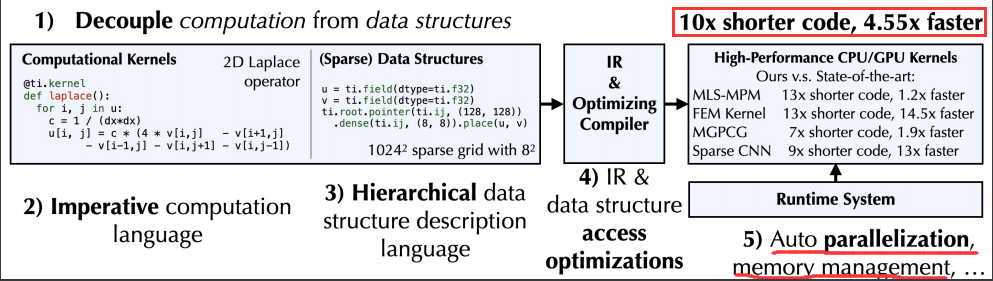 1) Decouple computation from data structures
10x shorter code, 4.55x faster
Computational Kernels
2D Laplace
operator
@ti.kernel
def laplace():
for i, j in u:
c = 1 / (dx*dx)
u[i, j] = c * (4 * v[i,j] - v[i+1,j]
- v[i-1,j] - v[i,j+1] - v[i,j-1])
(Sparse) Data Structures
u = ti.field(dtype=ti.f32)
v = ti.field(dtype=ti.f32)
ti.root.pointer(ti.ij, (128, 128))
.dense(ti.ij, (8, 8)).place(u, v)
1024² sparse grid with 8²
IR
&
Optimizing
Compiler
High-Performance CPU/GPU Kernels
Ours v.s. State-of-the-art:
MLS-MPM 13x shorter code, 1.2x faster
FEM Kernel 13x shorter code, 14.5x faster
MGPCG 7x shorter code, 1.9x faster
Sparse CNN 9x shorter code, 13x faster
Runtime System
2) Imperative computation
language
3) Hierarchical data
structure description
language
4) IR &
data structure
access
optimizations
5) Auto parallelization,
memory management, …